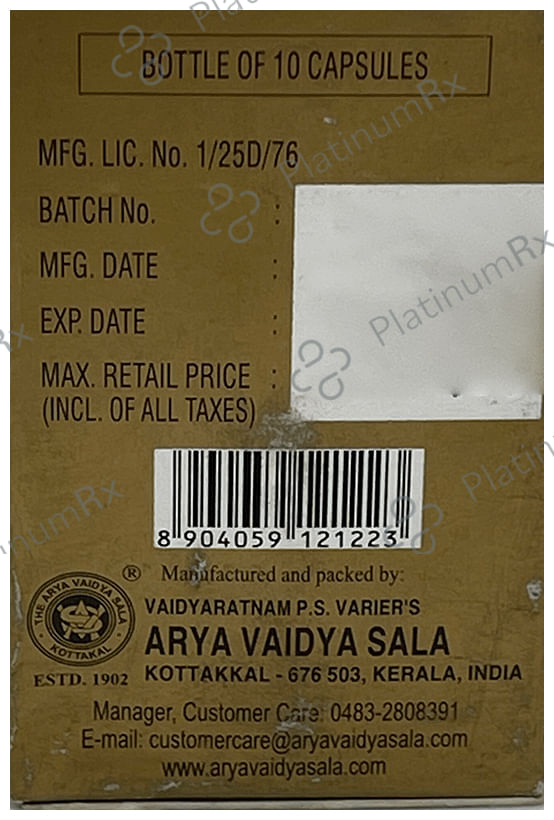 BOTTLE OF 10 CAPSULES
MFG. LIC. No. 1/25D/76
BATCH No. :
MFG. DATE :
EXP. DATE :
MAX. RETAIL PRICE :
(INCL. OF ALL TAXES)
8 904059 121223
® Manufactured and packed by:
THE ARYA VAIDYA SALA
KOTTAKAL
VAIDYARATNAM P.S. VARIER'S
ARYA VAIDYA SALA
ESTD. 1902
KOTTAKKAL - 676 503, KERALA, INDIA
Manager, Customer Care: 0483-2808391
E-mail: customercare@aryavaidyasala.com
www.aryavaidyasala.com
PlatinumRx
PlatinumRx
PlatinumRx
PlatinumRx